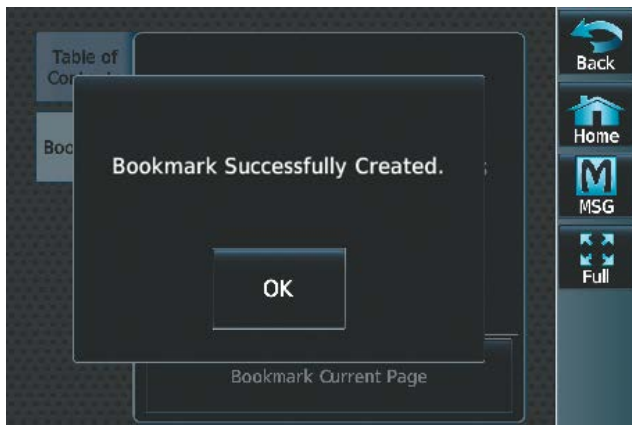 Table of
Bookmark Successfully Created.
OK
Bookmark Current Page
Back
Home
MSG
Full